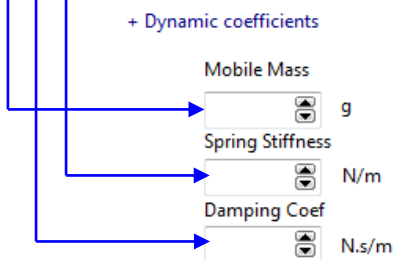 + Dynamic coefficients
Mobile Mass
g
Spring Stiffness
N/m
Damping Coef
N.s/m